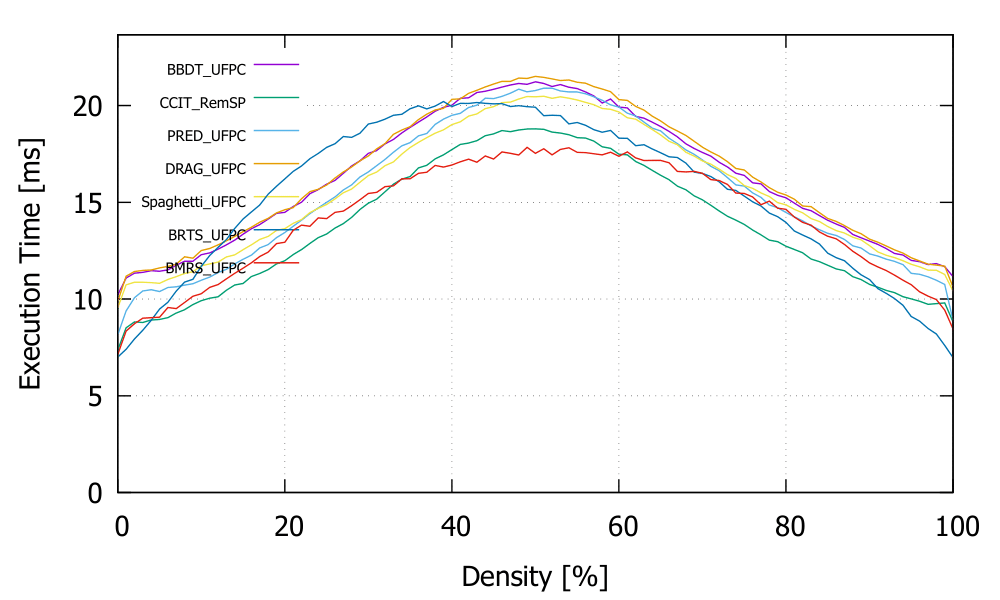 BBDT_UFPC
CCIT_RemSP
PRED_UFPC
DRAG_UFPC
Spaghetti_UFPC
BRTS_UFPC
BMRS_UFPC
Execution Time [ms]
20
15
10
5
0
0 20 40 60 80 100
Density [%]